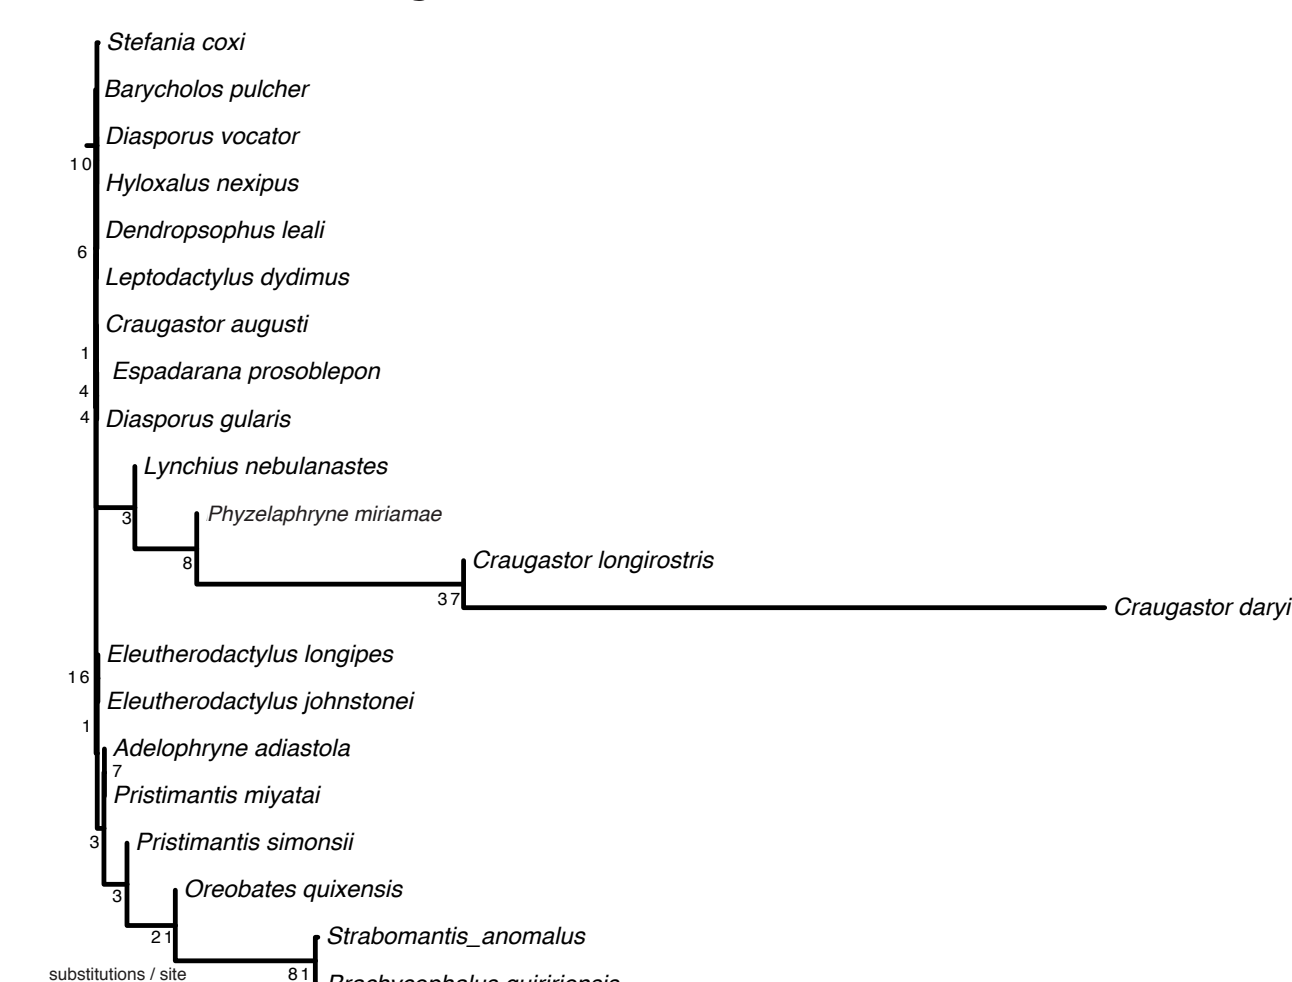 Stefania coxi
Barycholos pulcher
Diasporus vocator
10
Hyloxalus nexipus
Dendropsophus leali
6
Leptodactylus dydimus
Craugastor augusti
1
Espadarana prosoblepon
4
4 Diasporus gularis
Lynchius nebulanastes
3 Phyzelaphryne miriamae
8 Craugastor longirostris
37 Craugastor daryi
Eleutherodactylus longipes
16
Eleutherodactylus johnstonei
1
Adelophryne adiastola
7
Pristimantis miyatai
3 Pristimantis simonsii
3 Oreobates quixensis
21 Strabomantis_anomalus
substitutions / site 81